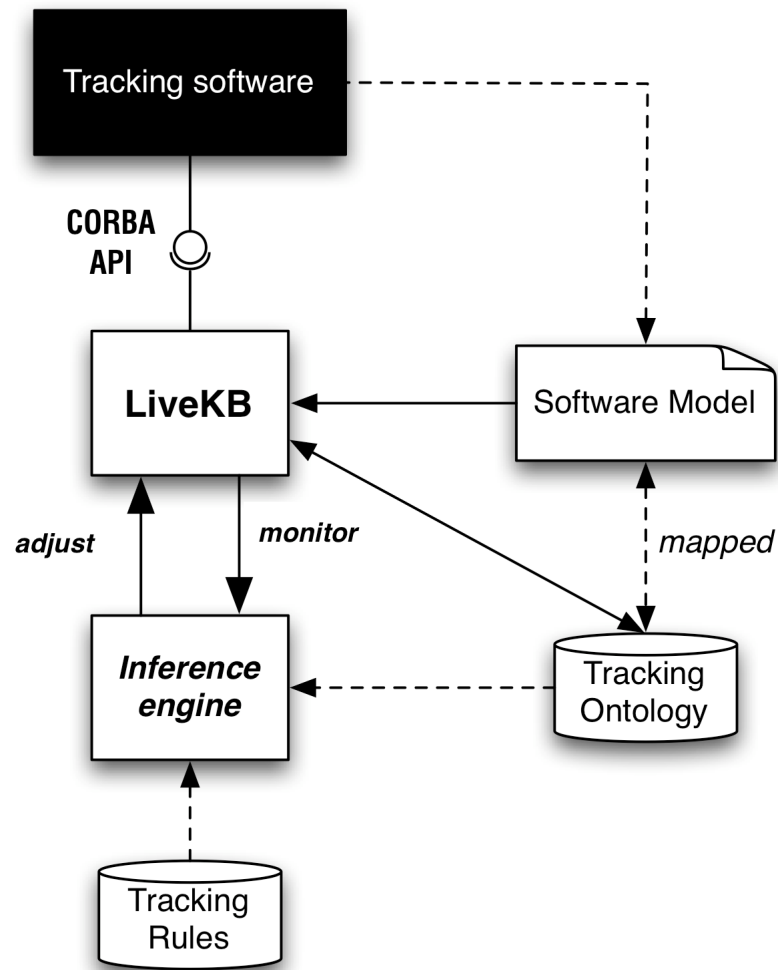 Tracking software
CORBA
API
LiveKB
Software Model
adjust
monitor
mapped
Inference
engine
Tracking
Ontology
Tracking
Rules